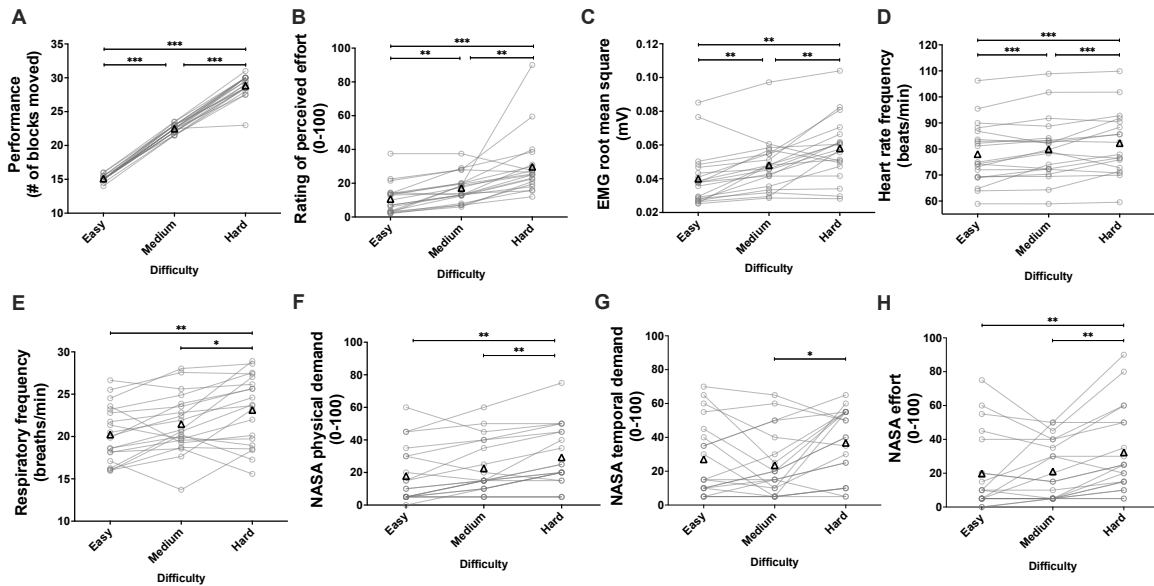 A
Performance
(# of blocks moved)
35
30
25
20
15
10
***
***
***
Easy
Medium
Hard
Difficulty
B
Rating of perceived effort
(0-100)
100
80
60
40
20
0
***
**
**
Easy
Medium
Hard
Difficulty
C
EMG root mean square
(mV)
0.12
0.10
0.08
0.06
0.04
0.02
**
**
**
Easy
Medium
Hard
Difficulty
D
Heart rate frequency
(beats/min)
120
110
100
90
80
70
60
***
***
***
Easy
Medium
Hard
Difficulty
E
Respiratory frequency
(breaths/min)
30
25
20
15
10
**
*
Easy
Medium
Hard
Difficulty
F
NASA physical demand
(0-100)
100
80
60
40
20
0
**
**
Easy
Medium
Hard
Difficulty
G
NASA temporal demand
(0-100)
100
80
60
40
20
0
*
Easy
Medium
Hard
Difficulty
H
NASA effort
(0-100)
100
80
60
40
20
0
**
**
Easy
Medium
Hard
Difficulty